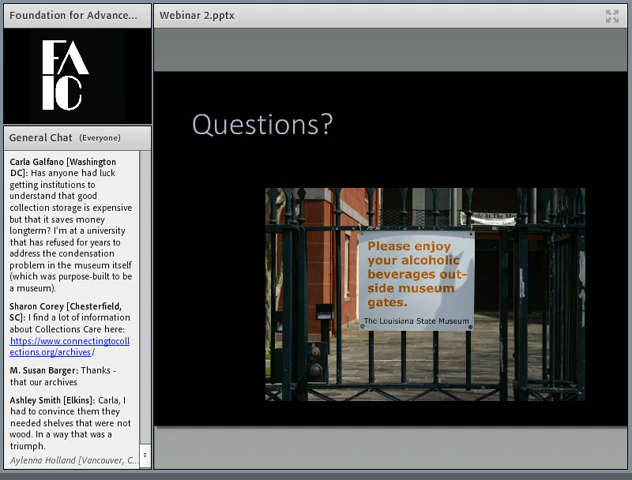 Foundation for Advance...
FA
IC
General Chat (Everyone)
Carla Galfano [Washington
DC]: Has anyone had luck
getting institutions to
understand that good
collection storage is expensive
but that it saves money
longterm? I'm at a university
that has refused for years to
address the condensation
problem in the museum itself
(which was purpose-built to be
a museum).
Sharon Corey [Chesterfield,
SC]: I find a lot of information
about Collections Care here:
https://www.connectingtocoll
ections.org/archives/
M. Susan Barger: Thanks -
that our archives
Ashley Smith [Elkins]: Carla, I
had to convince them they
needed shelves that were not
wood. In a way that was a
triumph.
Aylenna Holland [Vancouver, C...
Webinar 2.pptx
Questions?
Please enjoy
your alcoholic
beverages out-
side museum
gates.
The Louisiana State Museum